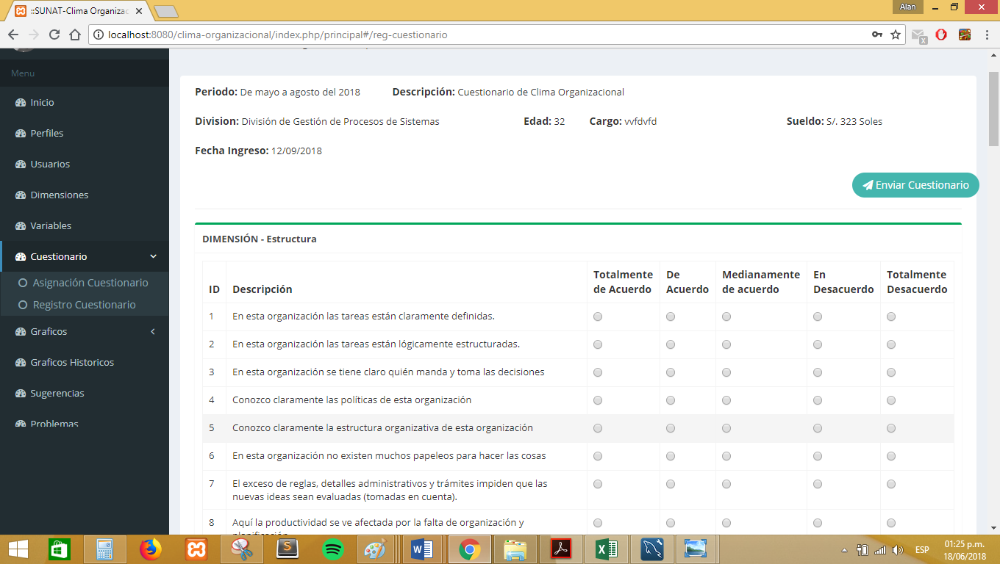 ::SUNAT-Clima Organizac
Alan
localhost:8080/clima-organizacional/index.php/principal#/reg-cuestionario
Menu
Inicio
Perfiles
Usuarios
Dimensiones
Variables
Cuestionario
Asignación Cuestionario
Registro Cuestionario
Graficos
Graficos Historicos
Sugerencias
Problemas
Periodo: De mayo a agosto del 2018 Descripción: Cuestionario de Clima Organizacional
Division: División de Gestión de Procesos de Sistemas Edad: 32 Cargo: vvfdvfd Sueldo: S/. 323 Soles
Fecha Ingreso: 12/09/2018
Enviar Cuestionario
DIMENSIÓN - Estructura
ID Descripción Totalmente de Acuerdo De Acuerdo Medianamente de acuerdo En Desacuerdo Totalmente Desacuerdo
1 En esta organización las tareas están claramente definidas.
2 En esta organización las tareas están lógicamente estructuradas.
3 En esta organización se tiene claro quién manda y toma las decisiones
4 Conozco claramente las políticas de esta organización
5 Conozco claramente la estructura organizativa de esta organización
6 En esta organización no existen muchos papeleos para hacer las cosas
7 El exceso de reglas, detalles administrativos y trámites impiden que las
nuevas ideas sean evaluadas (tomadas en cuenta).
8 Aquí la productividad se ve afectada por la falta de organización y
planificación.
ESP
01:25 p.m.
18/06/2018